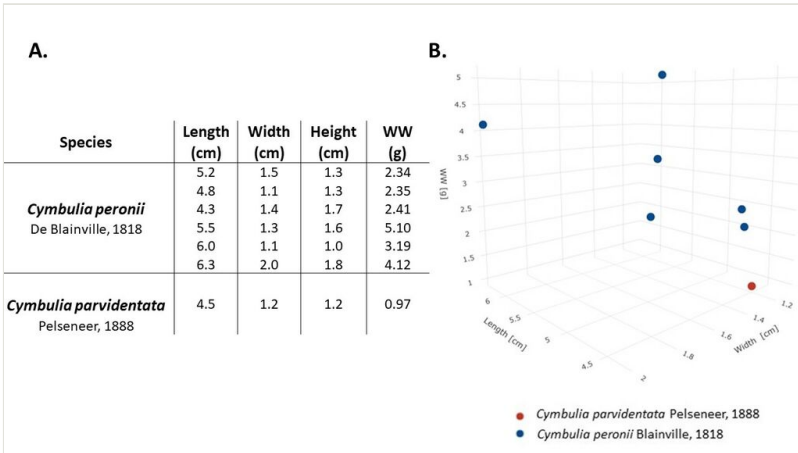 A.
Species Length (cm) Width (cm) Height (cm) WW (g)
5.2 1.5 1.3 2.34
4.8 1.1 1.3 2.35
Cymbulia peronii 4.3 1.4 1.7 2.41
De Blainville, 1818 5.5 1.3 1.6 5.10
6.0 1.1 1.0 3.19
6.3 2.0 1.8 4.12
Cymbulia parvidentata 4.5 1.2 1.2 0.97
Pelseneer, 1888
B.
5
4.5
4
3.5
3
2.5
2
1.5
1
WW [g]
6
5.5
5
4.5
Length [cm]
2
1.8
1.6
1.4
1.2
Width [cm]
Cymbulia parvidentata Pelseneer, 1888
Cymbulia peronii Blainville, 1818